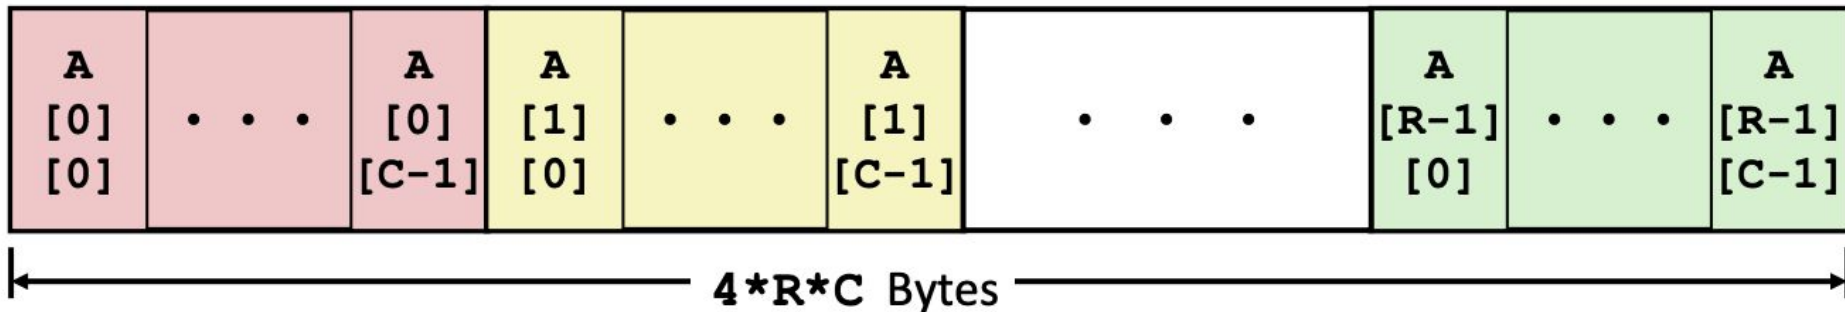 A A A A A A
[0] • • • [0] [1] • • • [1] • • • [R-1] • • • [R-1]
[0] [C-1] [0] [C-1] [0] [C-1]
4*R*C Bytes